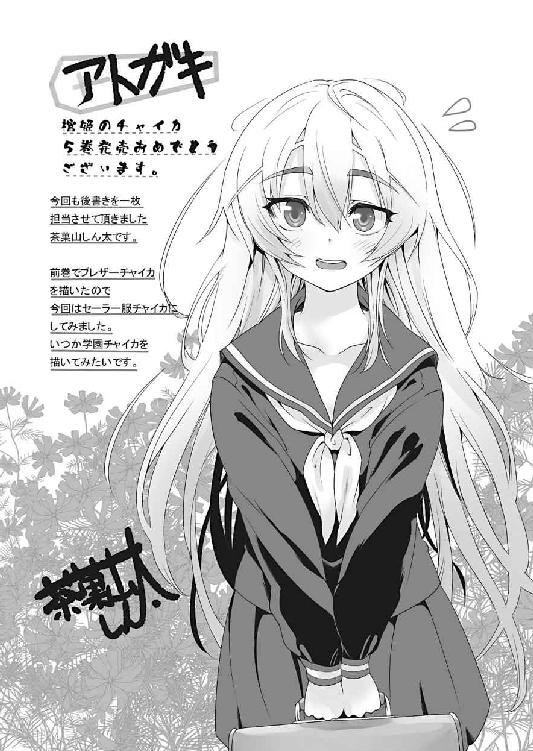 アトガキ
棺姫のチャイカ
5巻発売おめでとう
ございます。
今回も後書きを一枚
担当させて頂きました
茶菓山しん太です。
前巻でブレザーチャイカ
を描いたので
今回はセーラー服チャイカに
してみました。
いつか学園チャイカを
描いてみたいです。
茶菓山
しん太